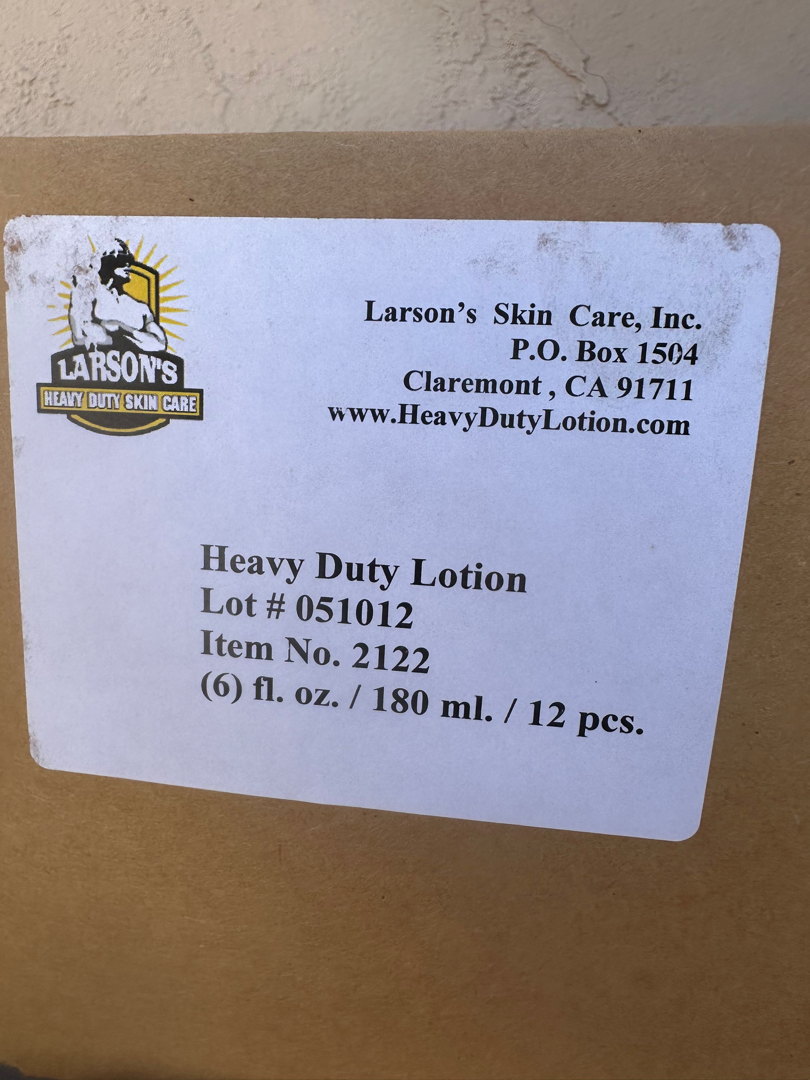 LARSON'S
HEAVY DUTY SKIN CARE
Larson's Skin Care, Inc.
P.O. Box 1504
Claremont , CA 91711
www.HeavyDutyLotion.com
Heavy Duty Lotion
Lot # 051012
Item No. 2122
(6) fl. oz. / 180 ml. / 12 pcs.